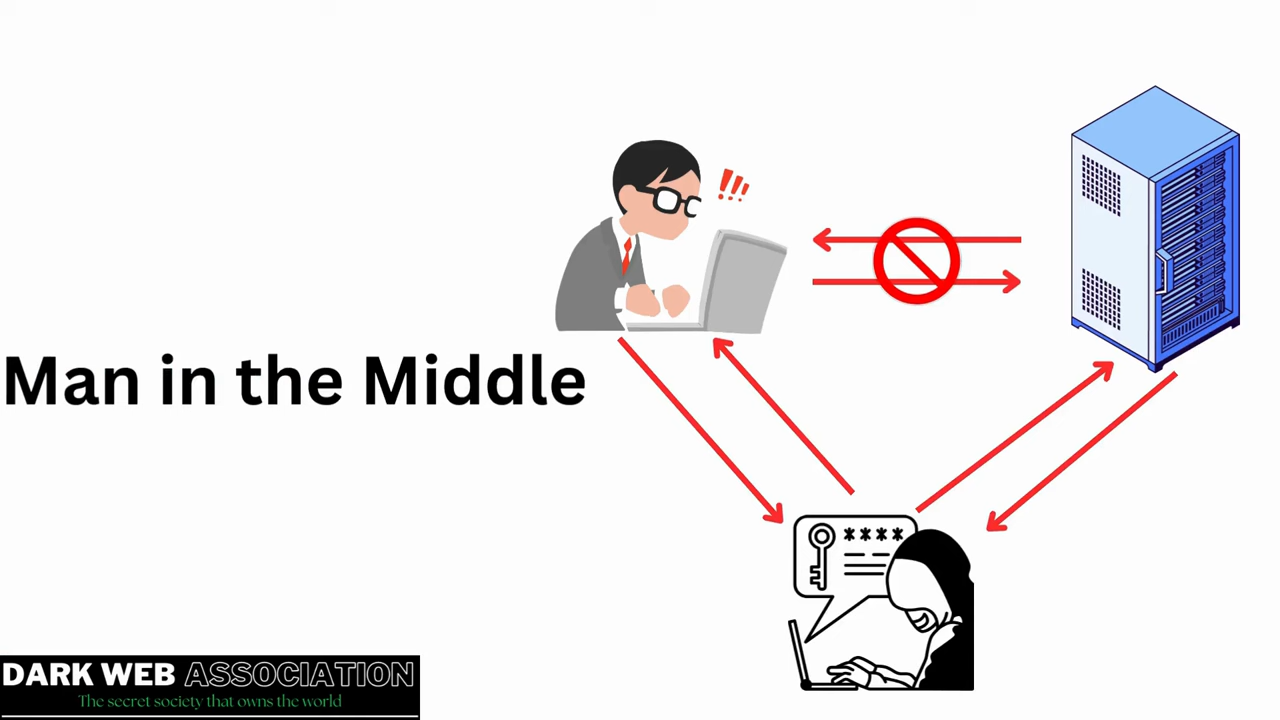 Man in the Middle
****
DARK WEB ASSOCIATION
The secret society that owns the world